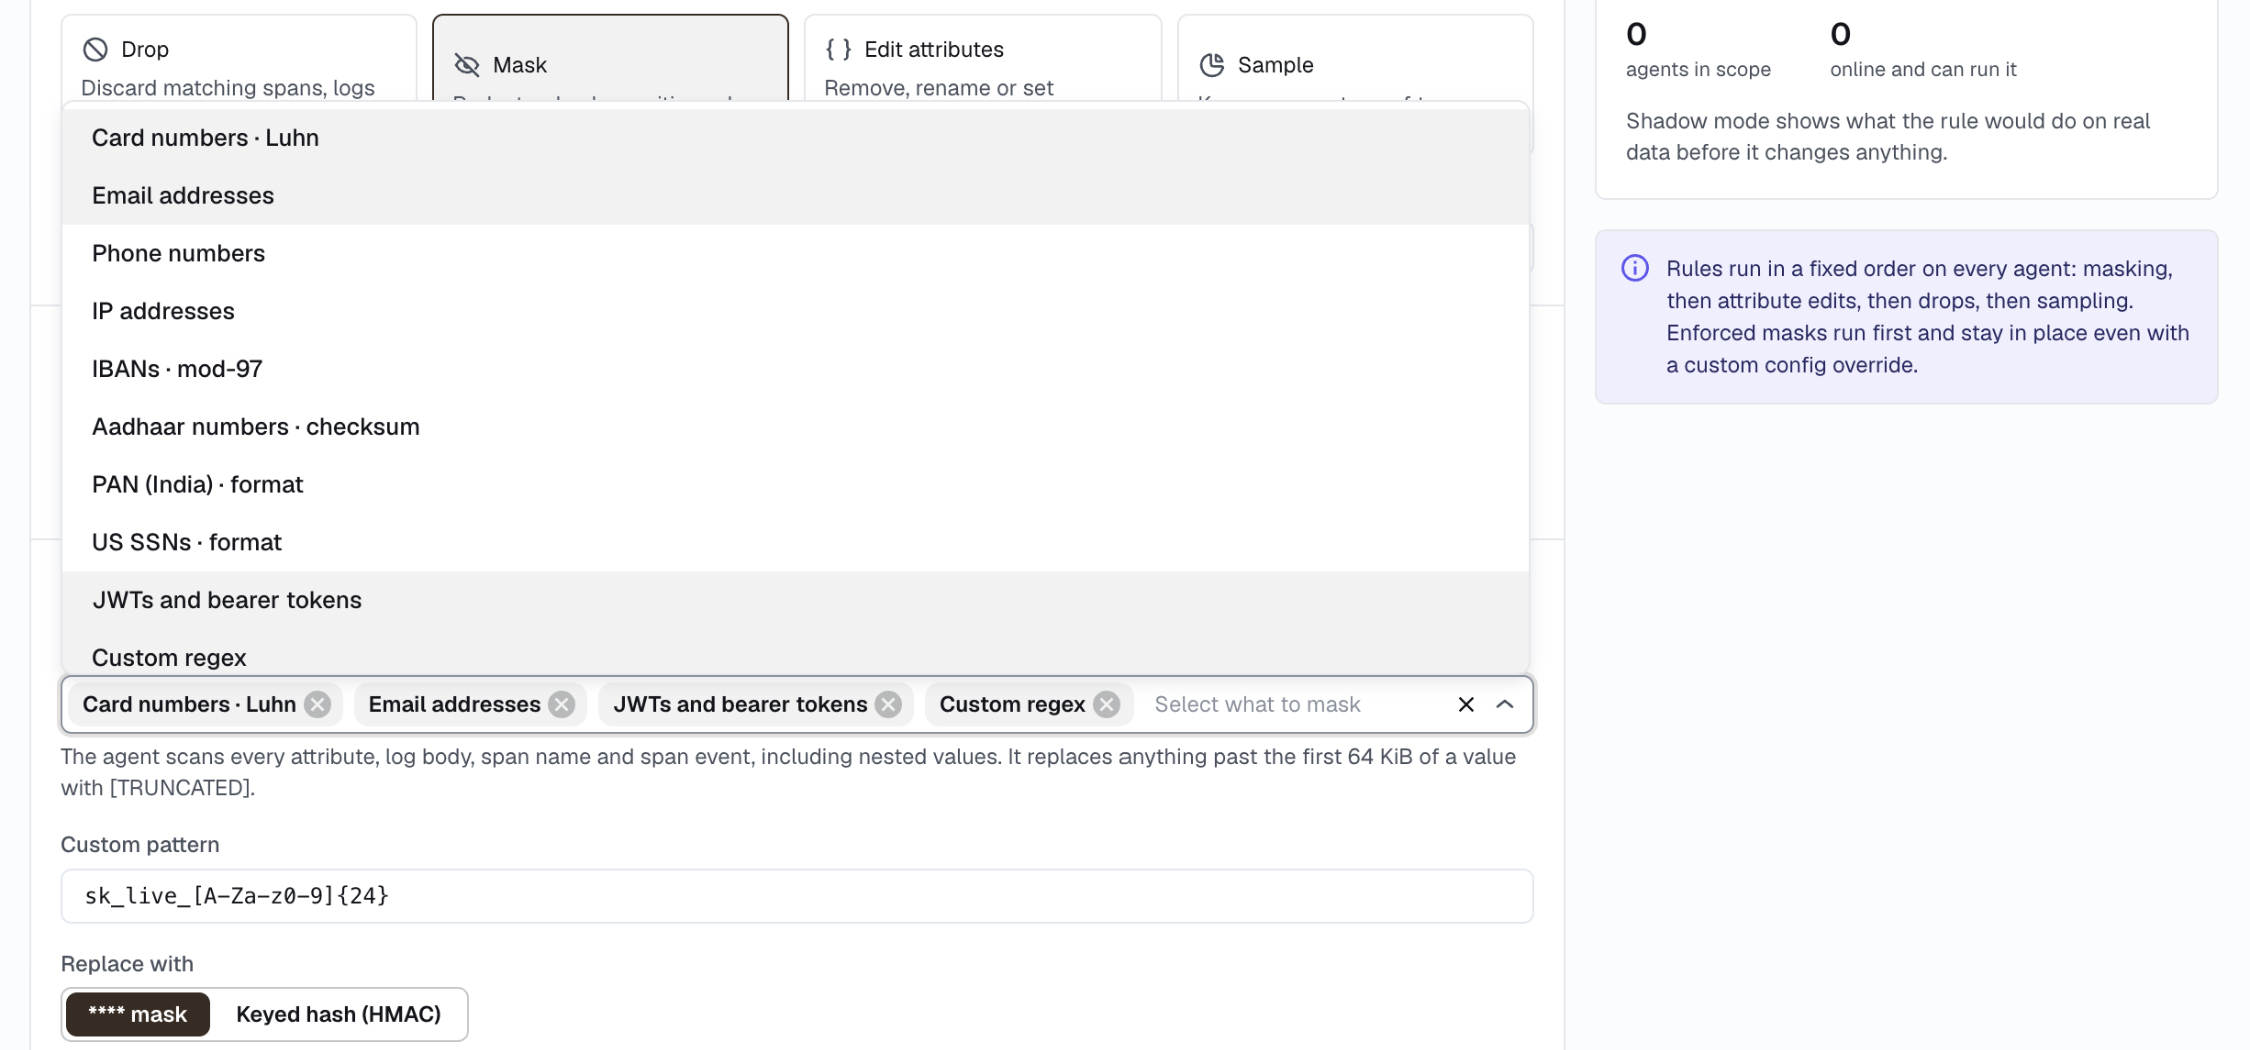 Drop
Discard matching spans, logs
Mask
Edit attributes
Remove, rename or set
Sample
0
agents in scope
0
online and can run it
Shadow mode shows what the rule would do on real
data before it changes anything.
Rules run in a fixed order on every agent: masking,
then attribute edits, then drops, then sampling.
Enforced masks run first and stay in place even with
a custom config override.
Card numbers · Luhn
Email addresses
Phone numbers
IP addresses
IBANs · mod-97
Aadhaar numbers · checksum
PAN (India) · format
US SSNs · format
JWTs and bearer tokens
Custom regex
Card numbers · Luhn
Email addresses
JWTs and bearer tokens
Custom regex
Select what to mask
The agent scans every attribute, log body, span name and span event, including nested values. It replaces anything past the first 64 KiB of a value
with [TRUNCATED].
Custom pattern
sk_live_[A-Za-z0-9]{24}
Replace with
**** mask
Keyed hash (HMAC)